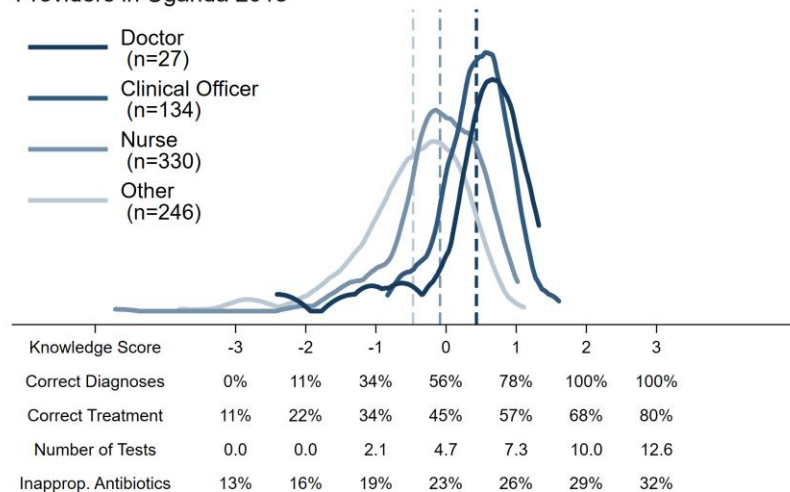 Doctor
(n=27)
Clinical Officer
(n=134)
Nurse
(n=330)
Other
(n=246)
Knowledge Score -3 -2 -1 0 1 2 3
Correct Diagnoses 0% 11% 34% 56% 78% 100% 100%
Correct Treatment 11% 22% 34% 45% 57% 68% 80%
Number of Tests 0.0 0.0 2.1 4.7 7.3 10.0 12.6
Inapprop. Antibiotics 13% 16% 19% 23% 26% 29% 32%